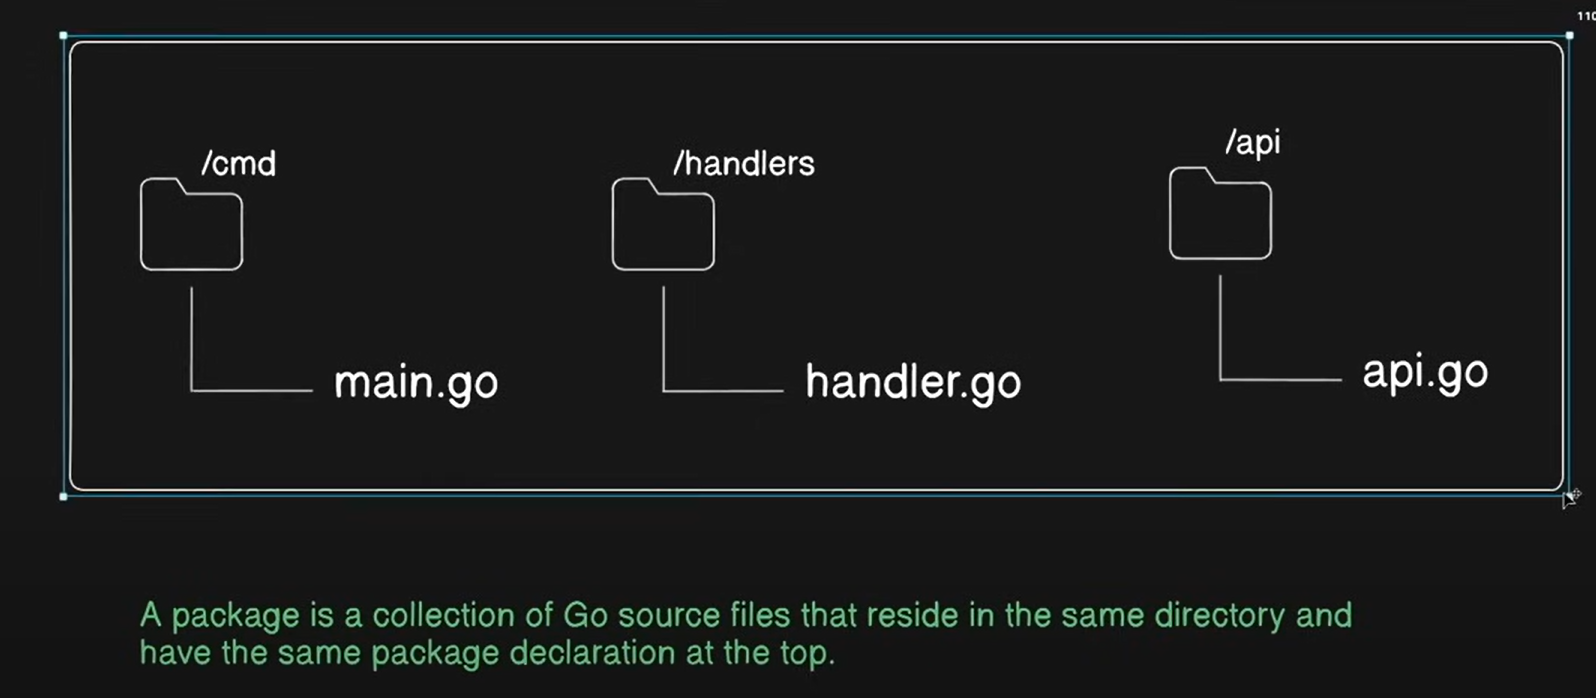 110
/cmd
/handlers
/api
main.go
handler.go
api.go
A package is a collection of Go source files that reside in the same directory and
have the same package declaration at the top.